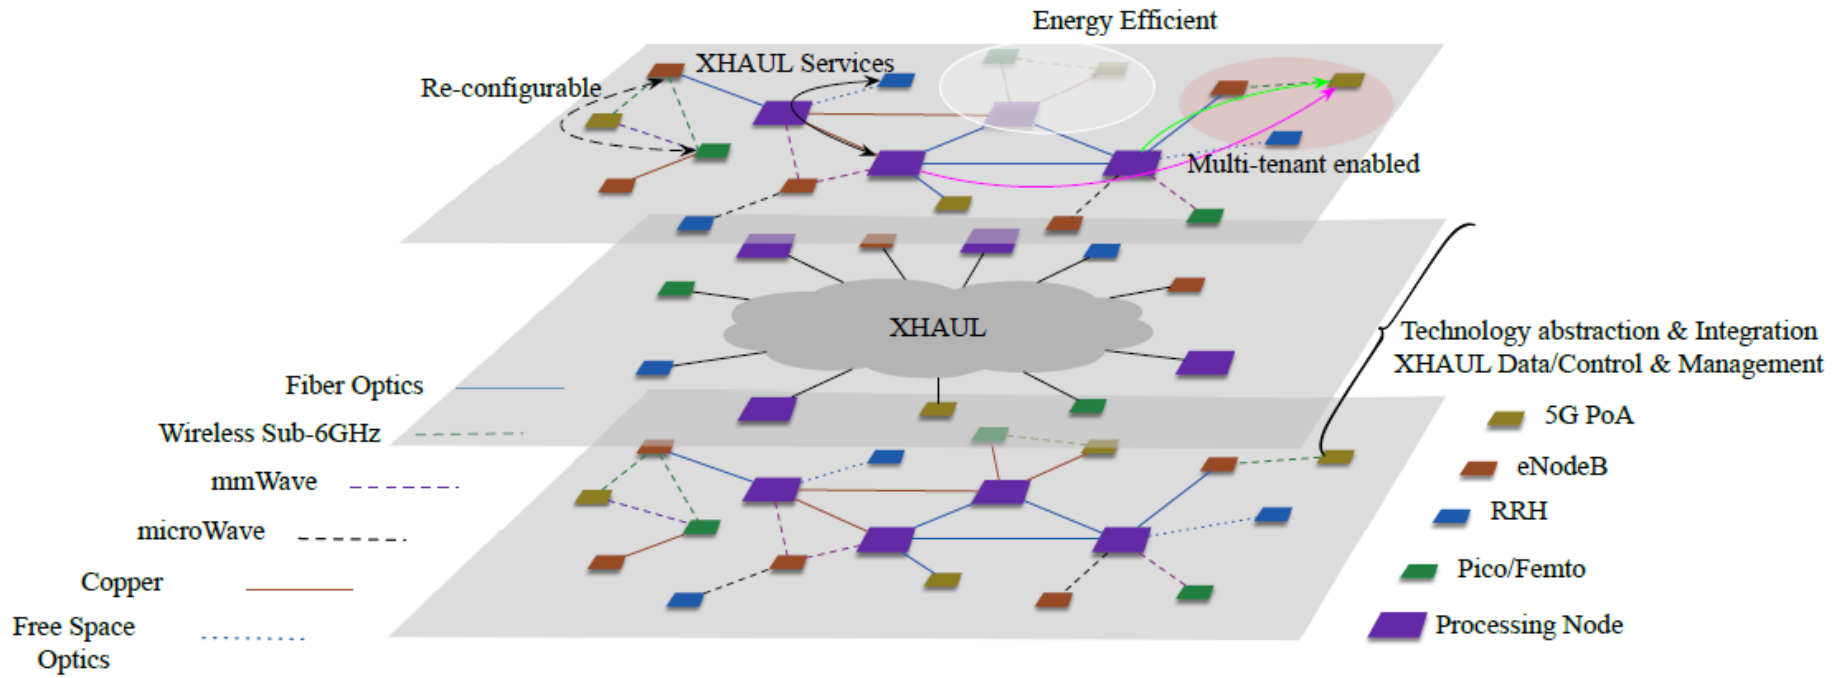 Energy Efficient
XHAUL Services
Re-configurable
Multi-tenant enabled
XHAUL
Technology abstraction & Integration
XHAUL Data/Control & Management
Fiber Optics
Wireless Sub-6GHz
mmWave
microWave
Copper
Free Space
Optics
5G PoA
eNodeB
RRH
Pico/Femto
Processing Node